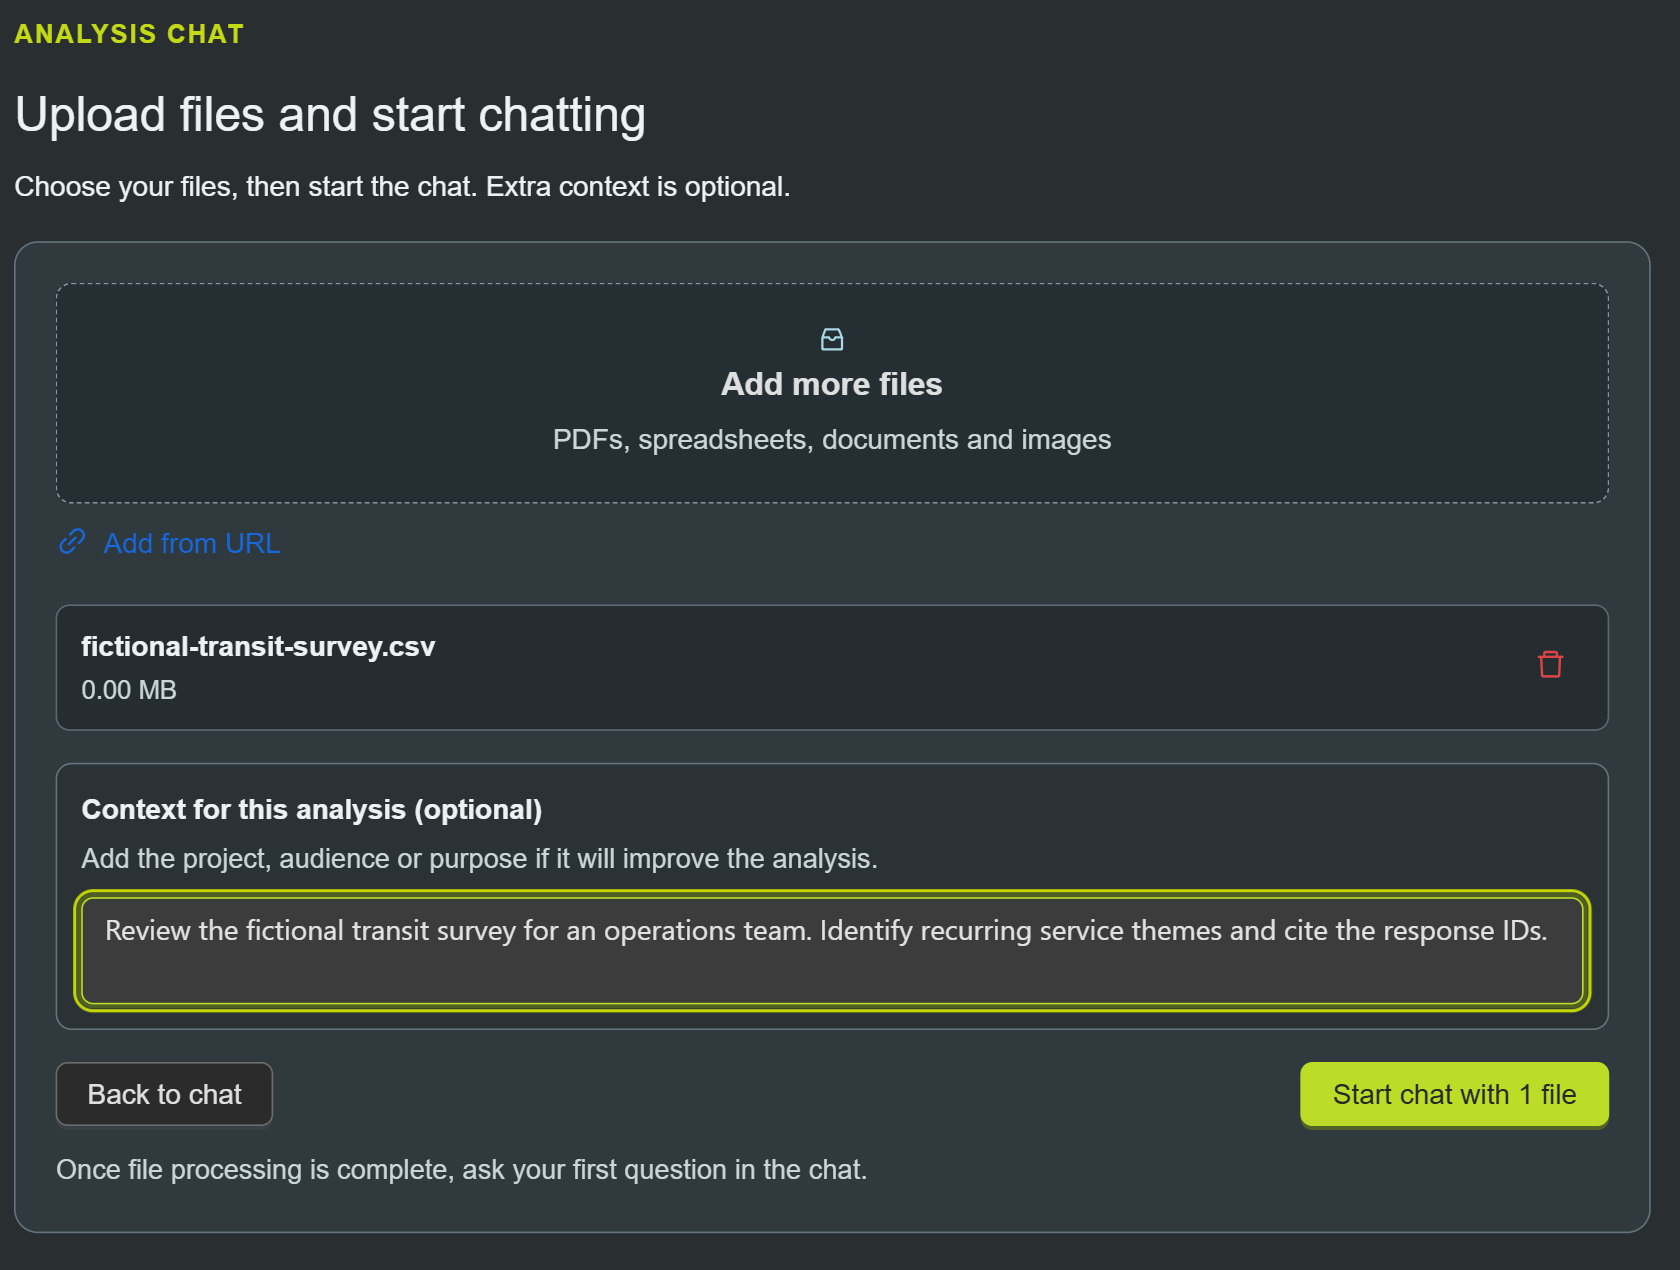 ANALYSIS CHAT
Upload files and start chatting
Choose your files, then start the chat. Extra context is optional.
Add more files
PDFs, spreadsheets, documents and images
Add from URL
fictional-transit-survey.csv
0.00 MB
Context for this analysis (optional)
Add the project, audience or purpose if it will improve the analysis.
Review the fictional transit survey for an operations team. Identify recurring service themes and cite the response IDs.
Back to chat
Start chat with 1 file
Once file processing is complete, ask your first question in the chat.